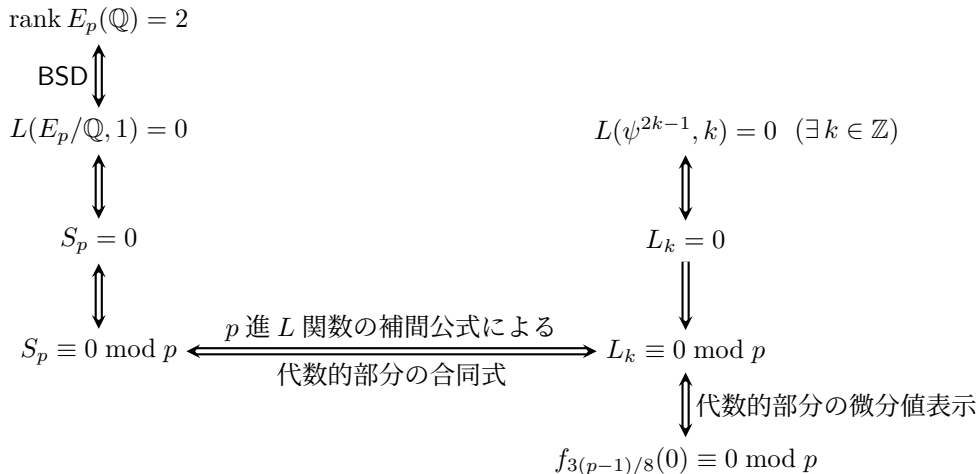 rank E_p(ℚ) = 2
BSD
L(E_p/ℚ, 1) = 0
L(ψ^{2k−1}, k) = 0 (∃ k ∈ ℤ)
S_p = 0
L_k = 0
p 進 L 関数の補間公式による
S_p ≡ 0 mod p
L_k ≡ 0 mod p
代数的部分の合同式
代数的部分の微分値表示
f_{3(p−1)/8}(0) ≡ 0 mod p